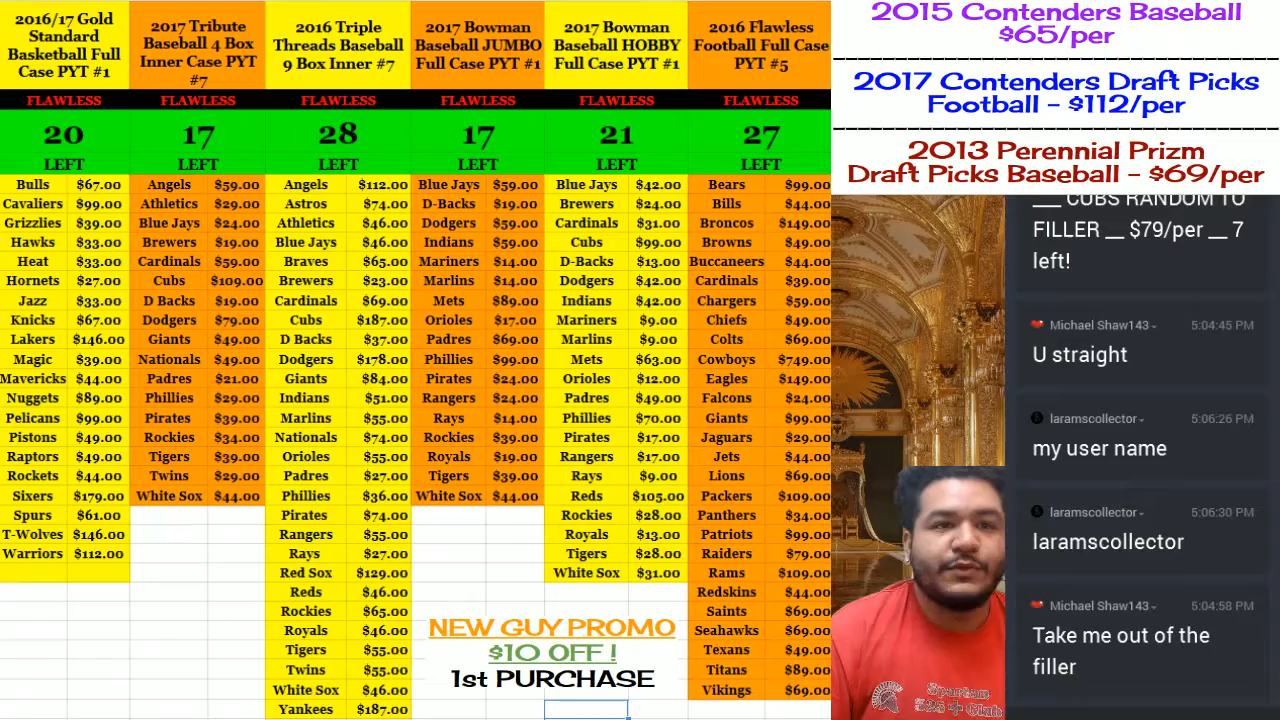 2016/17 Gold
Standard
Basketball Full
Case PYT #1
2017 Tribute
Baseball 4 Box
Inner Case PYT
#7
2016 Triple
Threads Baseball
9 Box Inner #7
2017 Bowman
Baseball JUMBO
Full Case PYT #1
2017 Bowman
Baseball HOBBY
Full Case PYT #1
2016 Flawless
Football Full Case
PYT #5
FLAWLESS FLAWLESS FLAWLESS FLAWLESS FLAWLESS FLAWLESS
20 17 28 17 21 27
LEFT LEFT LEFT LEFT LEFT LEFT
Bulls $67.00 Angels $59.00 Angels $112.00 Blue Jays $59.00 Blue Jays $42.00 Bears $99.00
Cavaliers $99.00 Athletics $29.00 Astros $74.00 D-Backs $19.00 Brewers $24.00 Bills $44.00
Grizzlies $39.00 Blue Jays $24.00 Athletics $46.00 Dodgers $59.00 Cardinals $31.00 Broncos $149.00
Hawks $33.00 Brewers $19.00 Blue Jays $46.00 Indians $59.00 Cubs $99.00 Browns $49.00
Heat $33.00 Cardinals $59.00 Braves $65.00 Mariners $14.00 D-Backs $13.00 Buccaneers $44.00
Hornets $27.00 Cubs $109.00 Brewers $23.00 Marlins $14.00 Dodgers $42.00 Cardinals $39.00
Jazz $33.00 D Backs $19.00 Cardinals $69.00 Mets $89.00 Indians $42.00 Chargers $59.00
Knicks $67.00 Dodgers $79.00 Cubs $187.00 Orioles $17.00 Mariners $9.00 Chiefs $49.00
Lakers $146.00 Giants $49.00 D Backs $37.00 Padres $69.00 Marlins $9.00 Colts $69.00
Magic $39.00 Nationals $49.00 Dodgers $178.00 Phillies $99.00 Mets $63.00 Cowboys $749.00
Mavericks $44.00 Padres $21.00 Giants $84.00 Pirates $24.00 Orioles $12.00 Eagles $149.00
Nuggets $89.00 Phillies $29.00 Indians $51.00 Rangers $24.00 Padres $49.00 Falcons $24.00
Pelicans $99.00 Pirates $39.00 Marlins $55.00 Rays $14.00 Phillies $70.00 Giants $99.00
Pistons $49.00 Rockies $34.00 Nationals $74.00 Rockies $39.00 Pirates $17.00 Jaguars $29.00
Raptors $49.00 Tigers $39.00 Orioles $55.00 Royals $19.00 Rangers $17.00 Jets $44.00
Rockets $44.00 Twins $29.00 Padres $27.00 Tigers $39.00 Rays $9.00 Lions $69.00
Sixers $179.00 White Sox $44.00 Phillies $36.00 White Sox $44.00 Reds $105.00 Packers $109.00
Spurs $61.00 Pirates $74.00 Rockies $28.00 Panthers $34.00
T-Wolves $146.00 Rangers $55.00 Royals $13.00 Patriots $99.00
Warriors $112.00 Rays $27.00 Tigers $28.00 Raiders $79.00
Red Sox $129.00 White Sox $31.00 Rams $109.00
Reds $46.00 Redskins $44.00
Rockies $65.00 Saints $69.00
Royals $46.00 Seahawks $69.00
Tigers $55.00 Texans $49.00
Twins $55.00 Titans $89.00
White Sox $46.00 Vikings $69.00
Yankees $187.00
NEW GUY PROMO
$10 OFF !
1st PURCHASE
2015 Contenders Baseball
$65/per
2017 Contenders Draft Picks
Football - $112/per
2013 Perennial Prizm
Draft Picks Baseball - $69/per
___ CUBS RANDOM TO
FILLER __ $79/per __ 7
left!
Michael Shaw143 5:04:45 PM
U straight
laramscollector 5:06:26 PM
my user name
laramscollector 5:06:30 PM
laramscollector
Michael Shaw143 5:04:58 PM
Take me out of the
filler
Spartan
$25 + Club